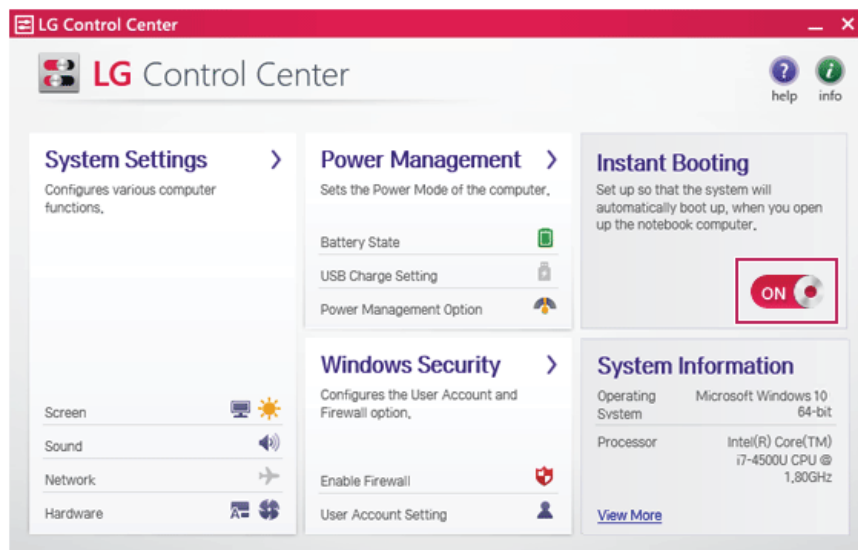 LG Control Center
LG Control Center
help info
System Settings
Configures various computer
functions.
Screen
Sound
Network
Hardware
Power Management
Sets the Power Mode of the computer.
Battery State
USB Charge Setting
Power Management Option
Windows Security
Configures the User Account and
Firewall option.
Enable Firewall
User Account Setting
Instant Booting
Set up so that the system will
automatically boot up, when you open
up the notebook computer.
ON
System Information
Operating Microsoft Windows 10
System 64-bit
Processor Intel(R) Core(TM)
i7-4500U CPU @
1.80GHz
View More